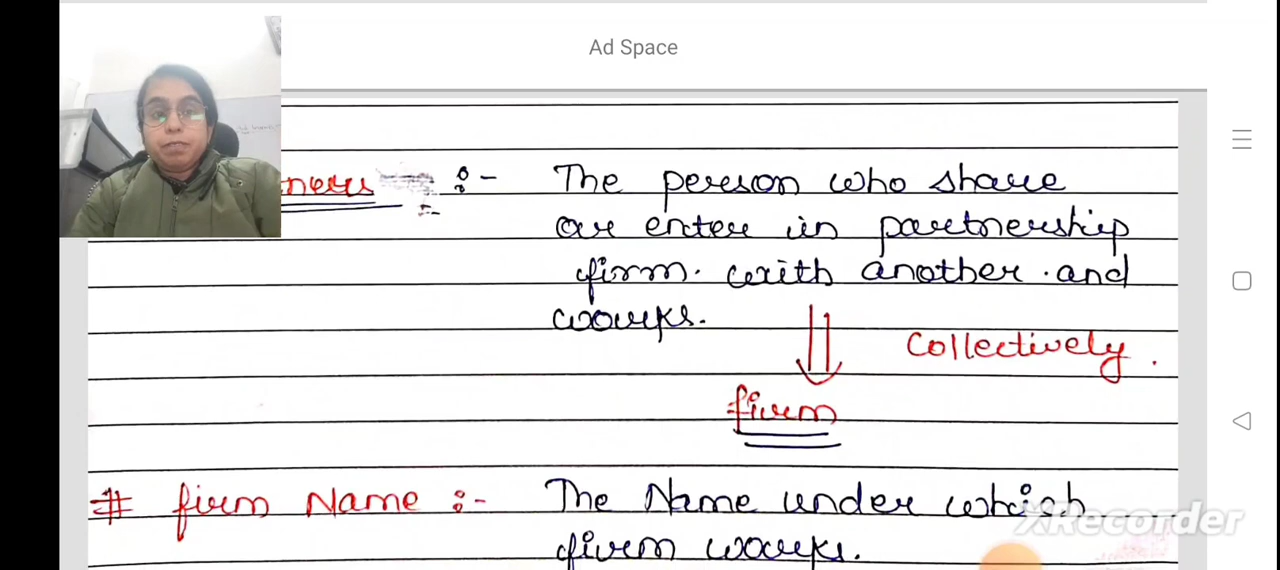 Ad Space
ners :- The person who share
are enter in partnership
firm. with another. and
works.
Collectively.
firm
# firm Name :- The Name under which
firm works.
XRecorder